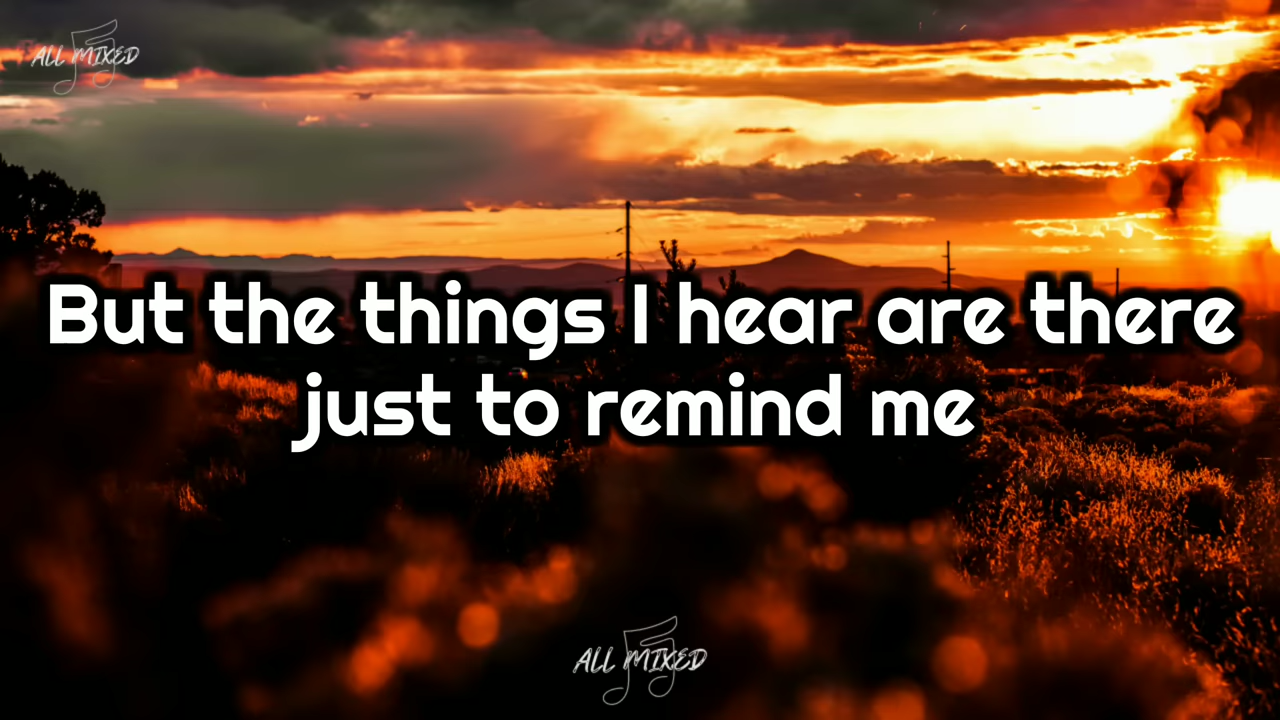 ALL MIXED
But the things I hear are there
just to remind me
ALL MIXED